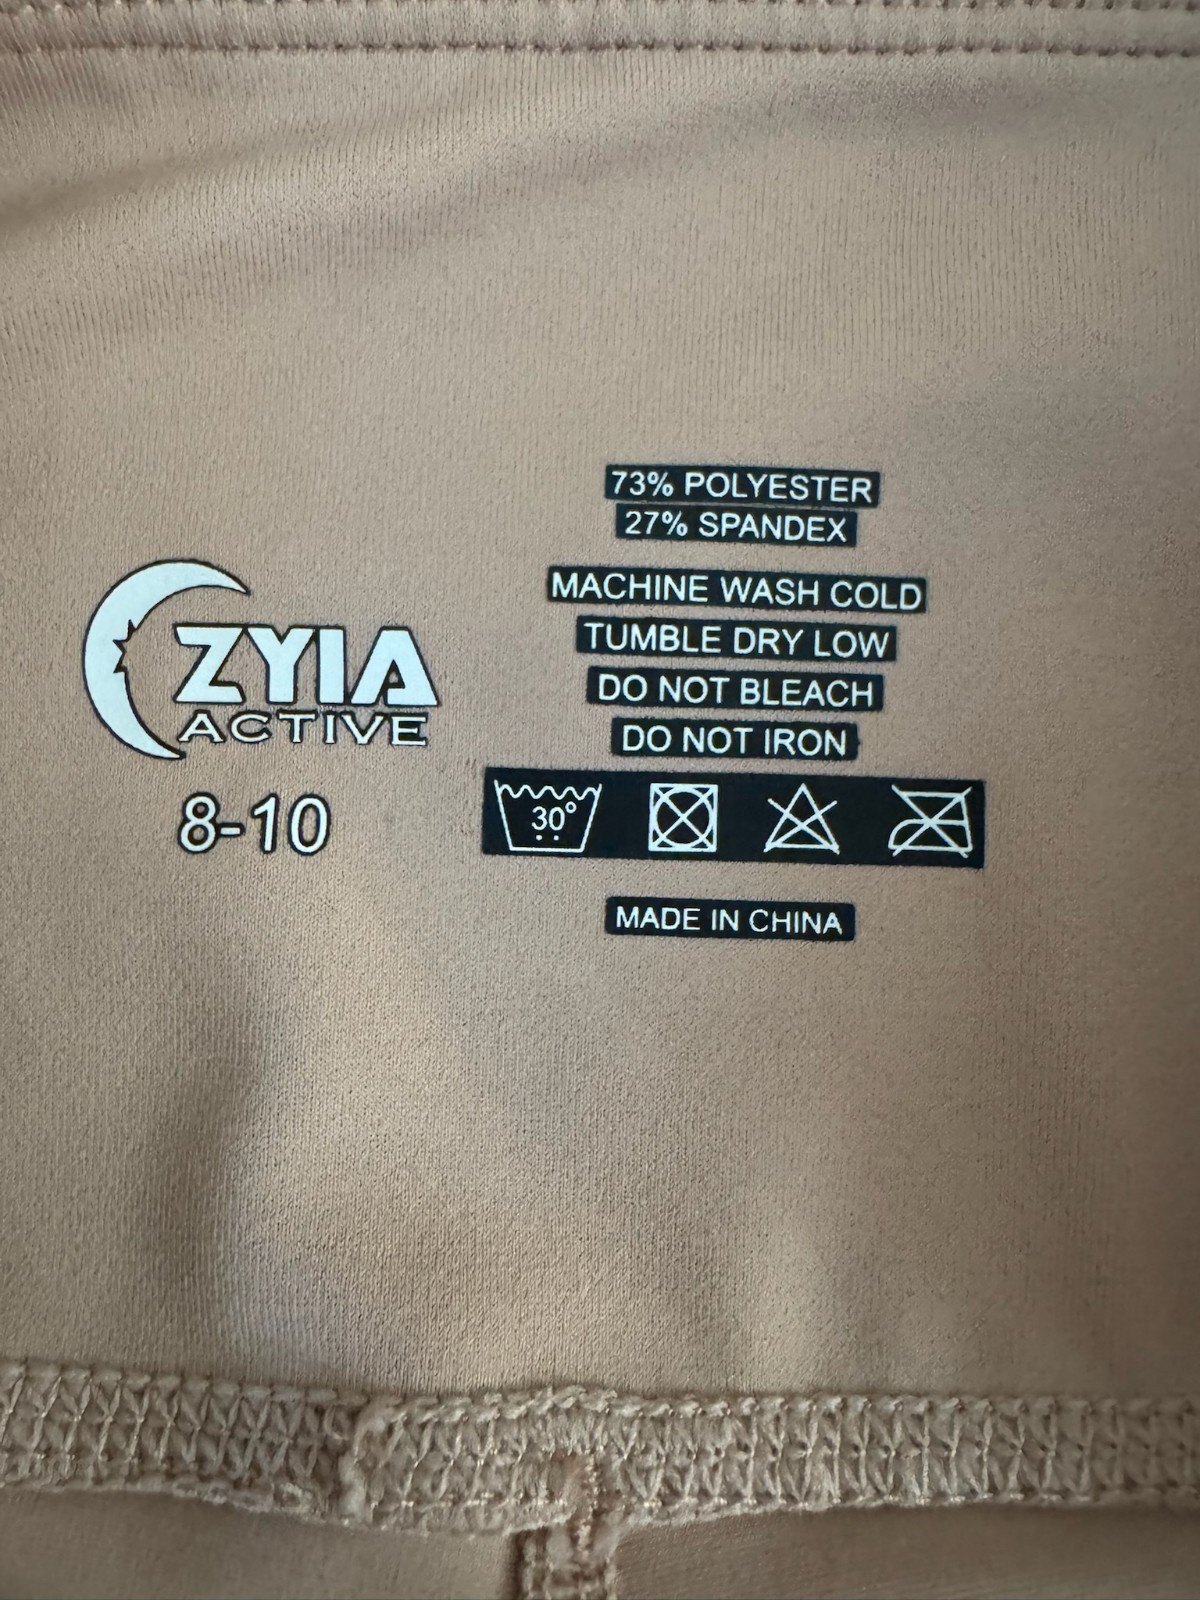 ZYIA
ACTIVE
8-10
73% POLYESTER
27% SPANDEX
MACHINE WASH COLD
TUMBLE DRY LOW
DO NOT BLEACH
DO NOT IRON
30°
MADE IN CHINA